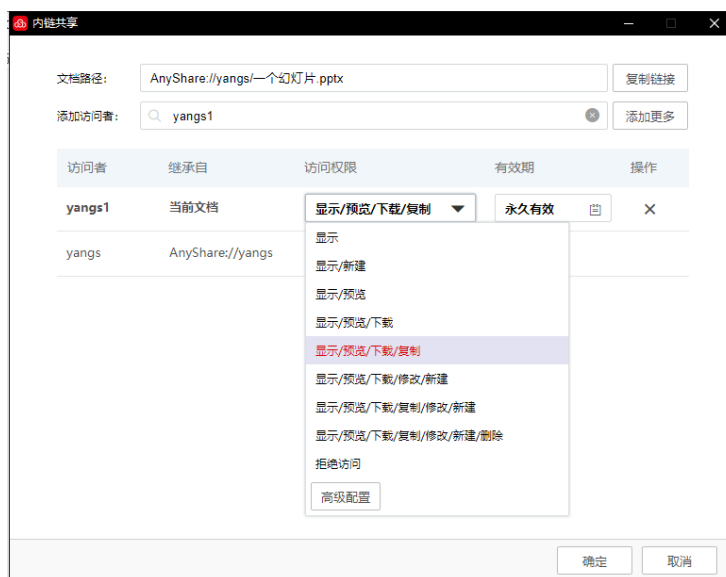 内链共享
文档路径： AnyShare://yangs/一个幻灯片.pptx 复制链接
添加访问者： yangs1 添加更多
访问者 继承自 访问权限 有效期 操作
yangs1 当前文档 显示/预览/下载/复制 永久有效
yangs AnyShare://yangs
显示
显示/新建
显示/预览
显示/预览/下载
显示/预览/下载/复制
显示/预览/下载/修改/新建
显示/预览/下载/复制/修改/新建
显示/预览/下载/复制/修改/新建/删除
拒绝访问
高级配置
确定 取消